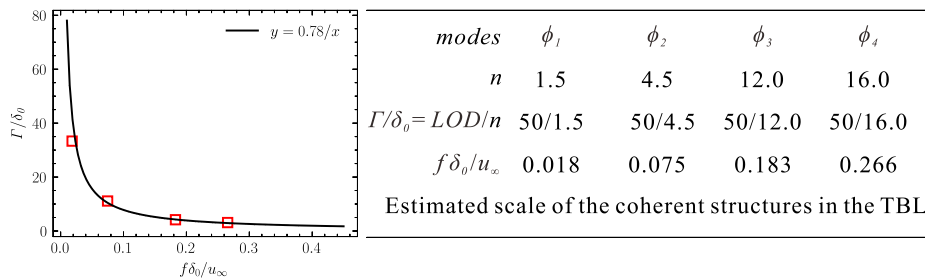 80
60
40
20
0
Γ/δ₀
y = 0.78/x
0.0 0.1 0.2 0.3 0.4
fδ₀/u∞
modes ϕ₁ ϕ₂ ϕ₃ ϕ₄
n 1.5 4.5 12.0 16.0
Γ/δ₀= LOD/n 50/1.5 50/4.5 50/12.0 50/16.0
fδ₀/u∞ 0.018 0.075 0.183 0.266
Estimated scale of the coherent structures in the TBL